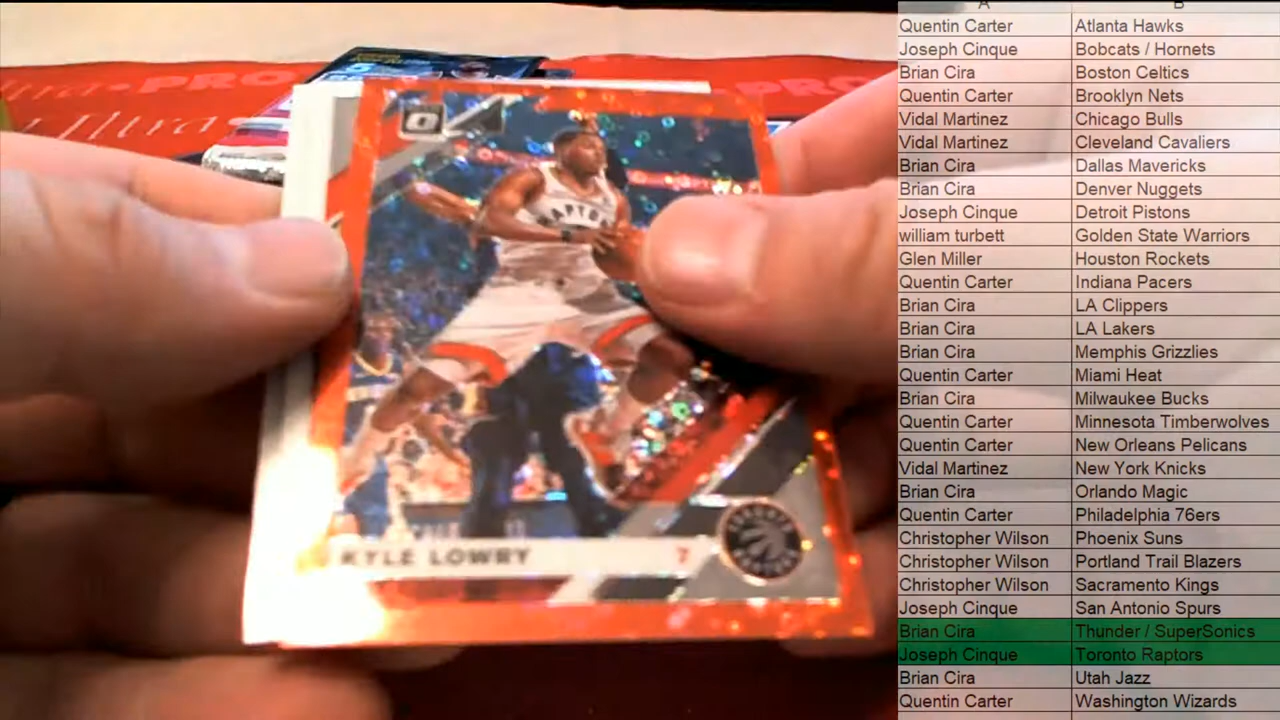 A B
Quentin Carter Atlanta Hawks
Joseph Cinque Bobcats / Hornets
Brian Cira Boston Celtics
Quentin Carter Brooklyn Nets
Vidal Martinez Chicago Bulls
Vidal Martinez Cleveland Cavaliers
Brian Cira Dallas Mavericks
Brian Cira Denver Nuggets
Joseph Cinque Detroit Pistons
william turbett Golden State Warriors
Glen Miller Houston Rockets
Quentin Carter Indiana Pacers
Brian Cira LA Clippers
Brian Cira LA Lakers
Brian Cira Memphis Grizzlies
Quentin Carter Miami Heat
Brian Cira Milwaukee Bucks
Quentin Carter Minnesota Timberwolves
Quentin Carter New Orleans Pelicans
Vidal Martinez New York Knicks
Brian Cira Orlando Magic
Quentin Carter Philadelphia 76ers
Christopher Wilson Phoenix Suns
Christopher Wilson Portland Trail Blazers
Christopher Wilson Sacramento Kings
Joseph Cinque San Antonio Spurs
Brian Cira Thunder / SuperSonics
Joseph Cinque Toronto Raptors
Brian Cira Utah Jazz
Quentin Carter Washington Wizards
PRO
Ultra
KYLE LOWRY 7
TORONTO
RAPTORS